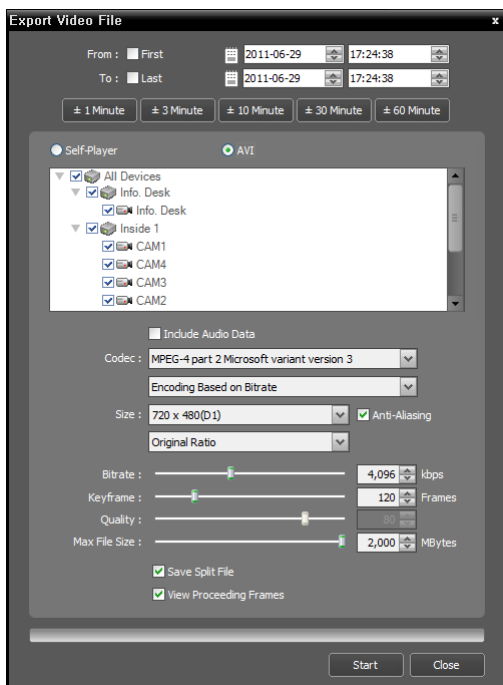 Export Video File x
From : First 2011-06-29 17:24:38
To : Last 2011-06-29 17:24:38
± 1 Minute ± 3 Minute ± 10 Minute ± 30 Minute ± 60 Minute
Self-Player AVI
All Devices
Info. Desk
Info. Desk
Inside 1
CAM1
CAM4
CAM3
CAM2
Include Audio Data
Codec : MPEG-4 part 2 Microsoft variant version 3
Encoding Based on Bitrate
Size : 720 x 480(D1) Anti-Aliasing
Original Ratio
Bitrate : 4,096 kbps
Keyframe : 120 Frames
Quality : 80
Max File Size : 2,000 MBytes
Save Split File
View Proceeding Frames
Start Close